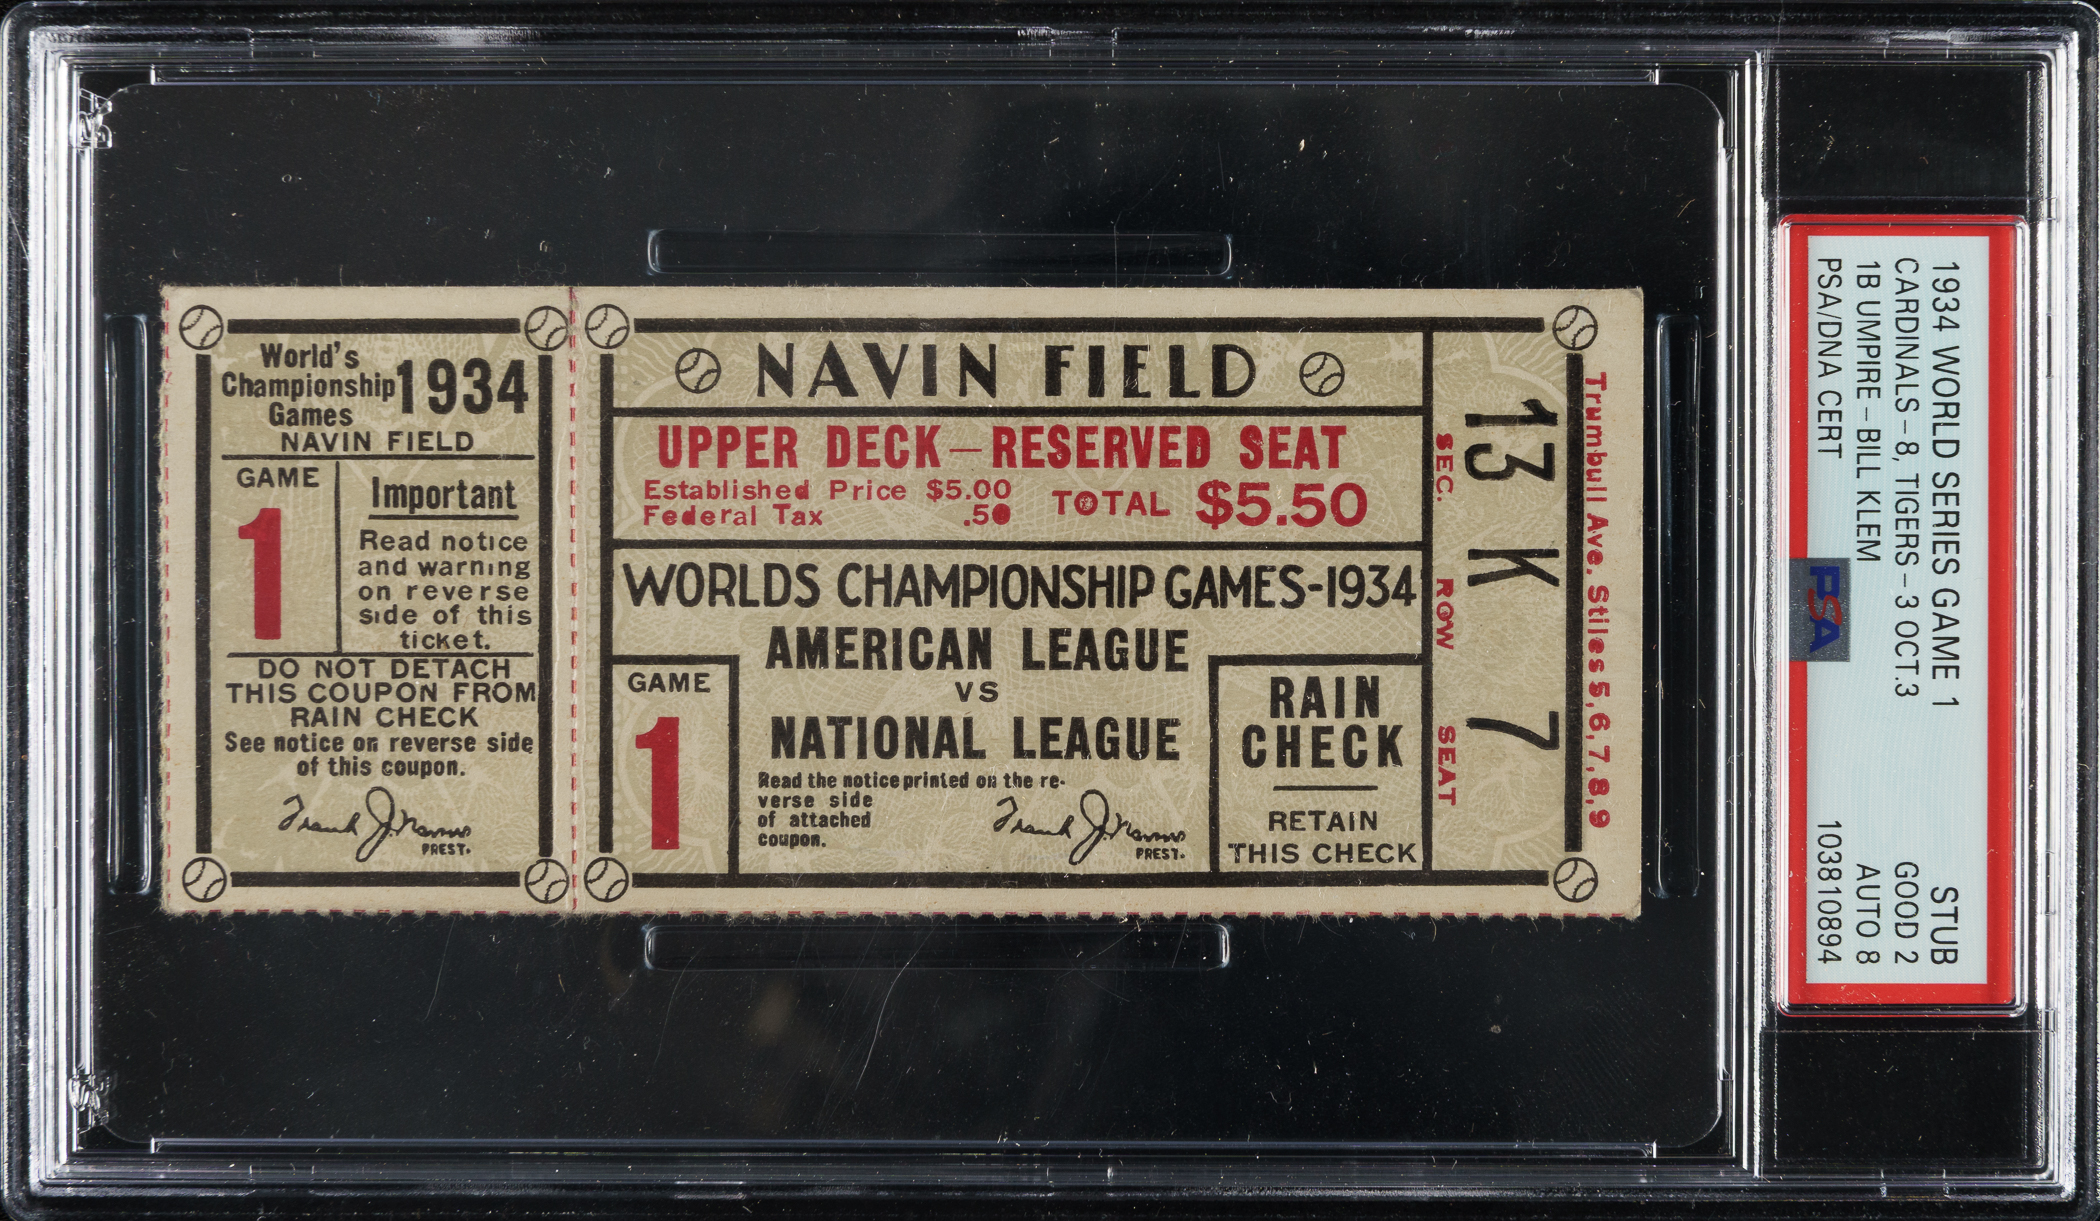 World's
Championship
Games
1934
NAVIN FIELD
GAME
1
Important
Read notice
and warning
on reverse
side of this
ticket.
DO NOT DETACH
THIS COUPON FROM
RAIN CHECK
See notice on reverse side
of this coupon.
Frank J. Navin
PREST.
NAVIN FIELD
UPPER DECK—RESERVED SEAT
Established Price $5.00
Federal Tax .50
TOTAL $5.50
WORLDS CHAMPIONSHIP GAMES-1934
AMERICAN LEAGUE
VS
NATIONAL LEAGUE
GAME
1
Read the notice printed on the re-
verse side
of attached
coupon.
Frank J. Navin
PREST.
RAIN
CHECK
RETAIN
THIS CHECK
SEC. ROW SEAT
13 K 7
Trumbull Ave. Stiles 5,6,7,8,9
1934 WORLD SERIES GAME 1 STUB
CARDINALS - 8, TIGERS - 3 OCT.3 GOOD 2
1B UMPIRE - BILL KLEM AUTO 8
PSA/DNA CERT 103810894
PSA